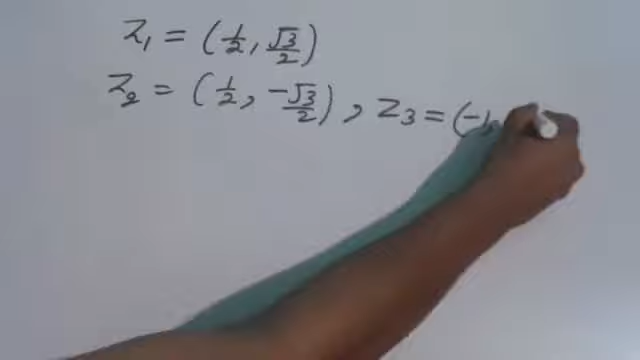 Z₁ = (1/2, √3/2)
Z₂ = (1/2, -√3/2), Z₃ = (-1,